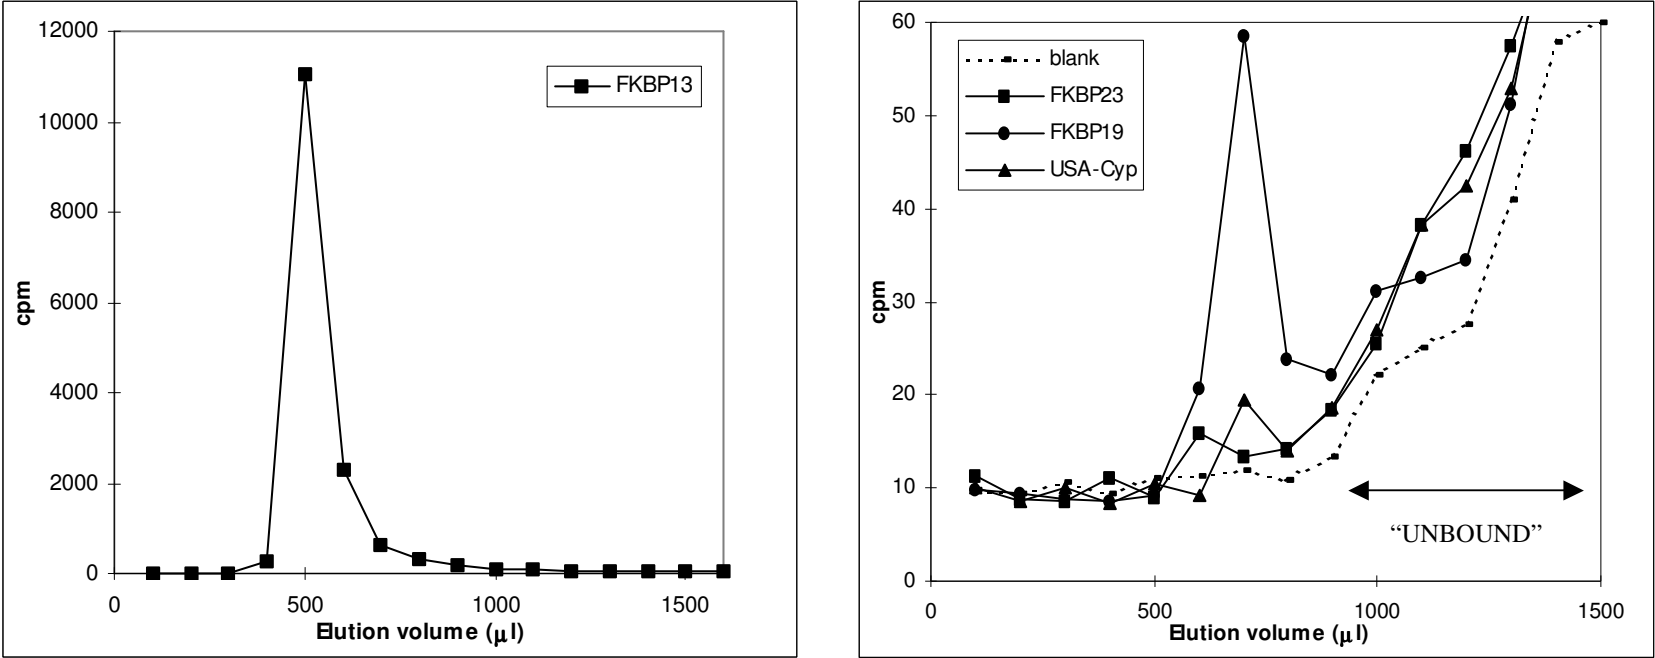 12000
10000
8000
6000
4000
2000
0
cpm
0 500 1000 1500
Elution volume (µl)
FKBP13
60
50
40
30
20
10
0
cpm
0 500 1000 1500
Elution volume (µl)
blank
FKBP23
FKBP19
USA-Cyp
“UNBOUND”